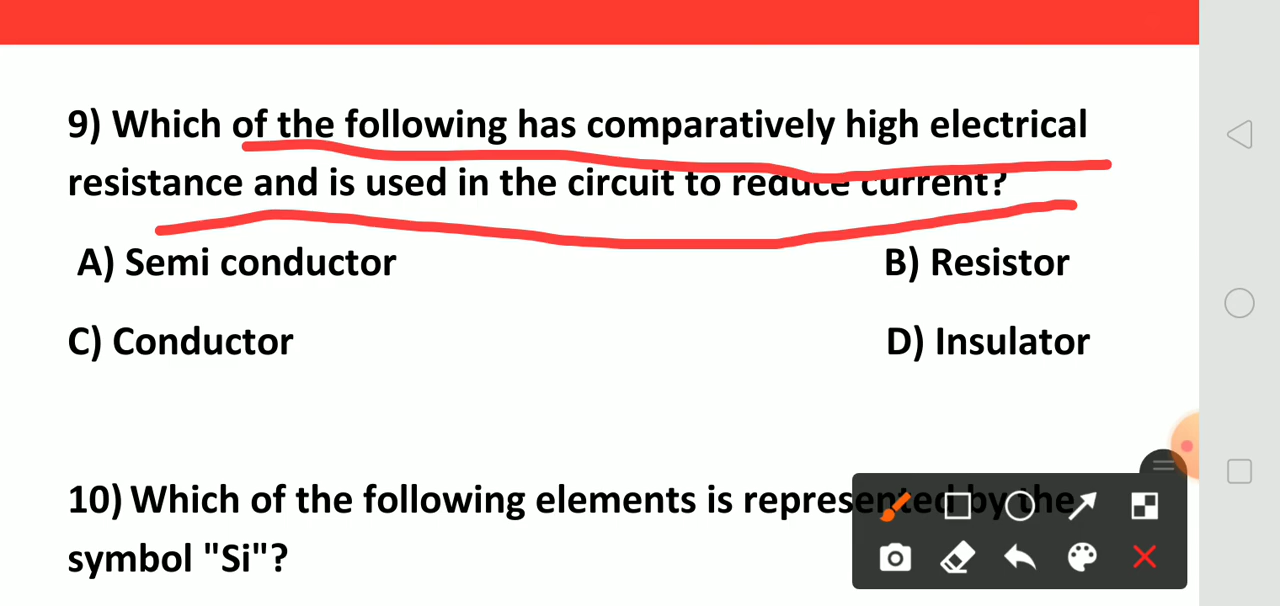 9) Which of the following has comparatively high electrical
resistance and is used in the circuit to reduce current?
A) Semi conductor B) Resistor
C) Conductor D) Insulator
10) Which of the following elements is represented by the
symbol "Si"?